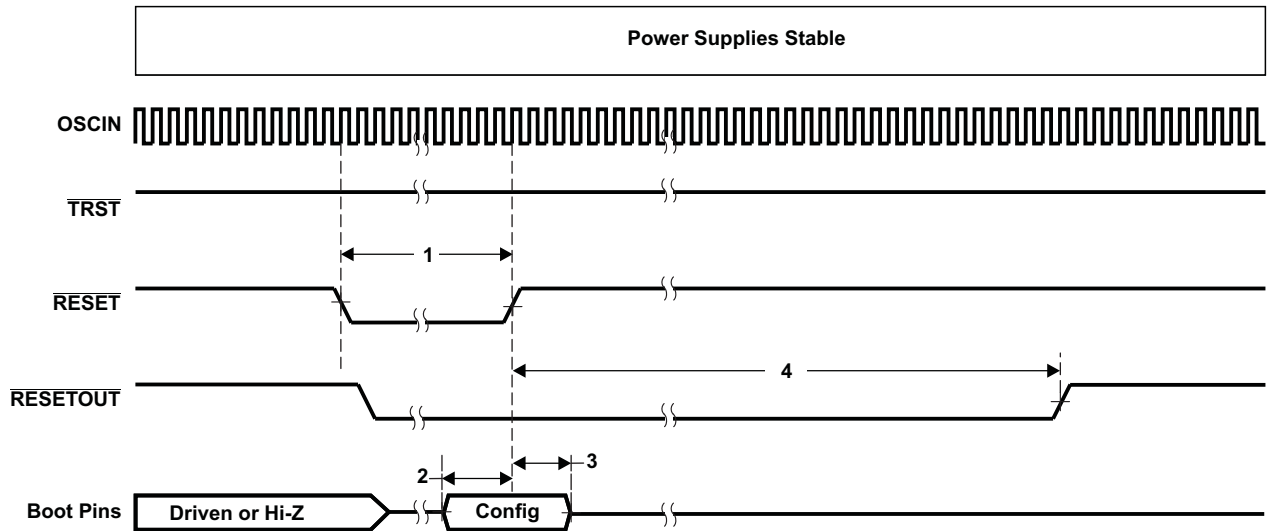 Power Supplies Stable
OSCIN
TRST
1
RESET
4
RESETOUT
2
3
Boot Pins
Driven or Hi-Z
Config